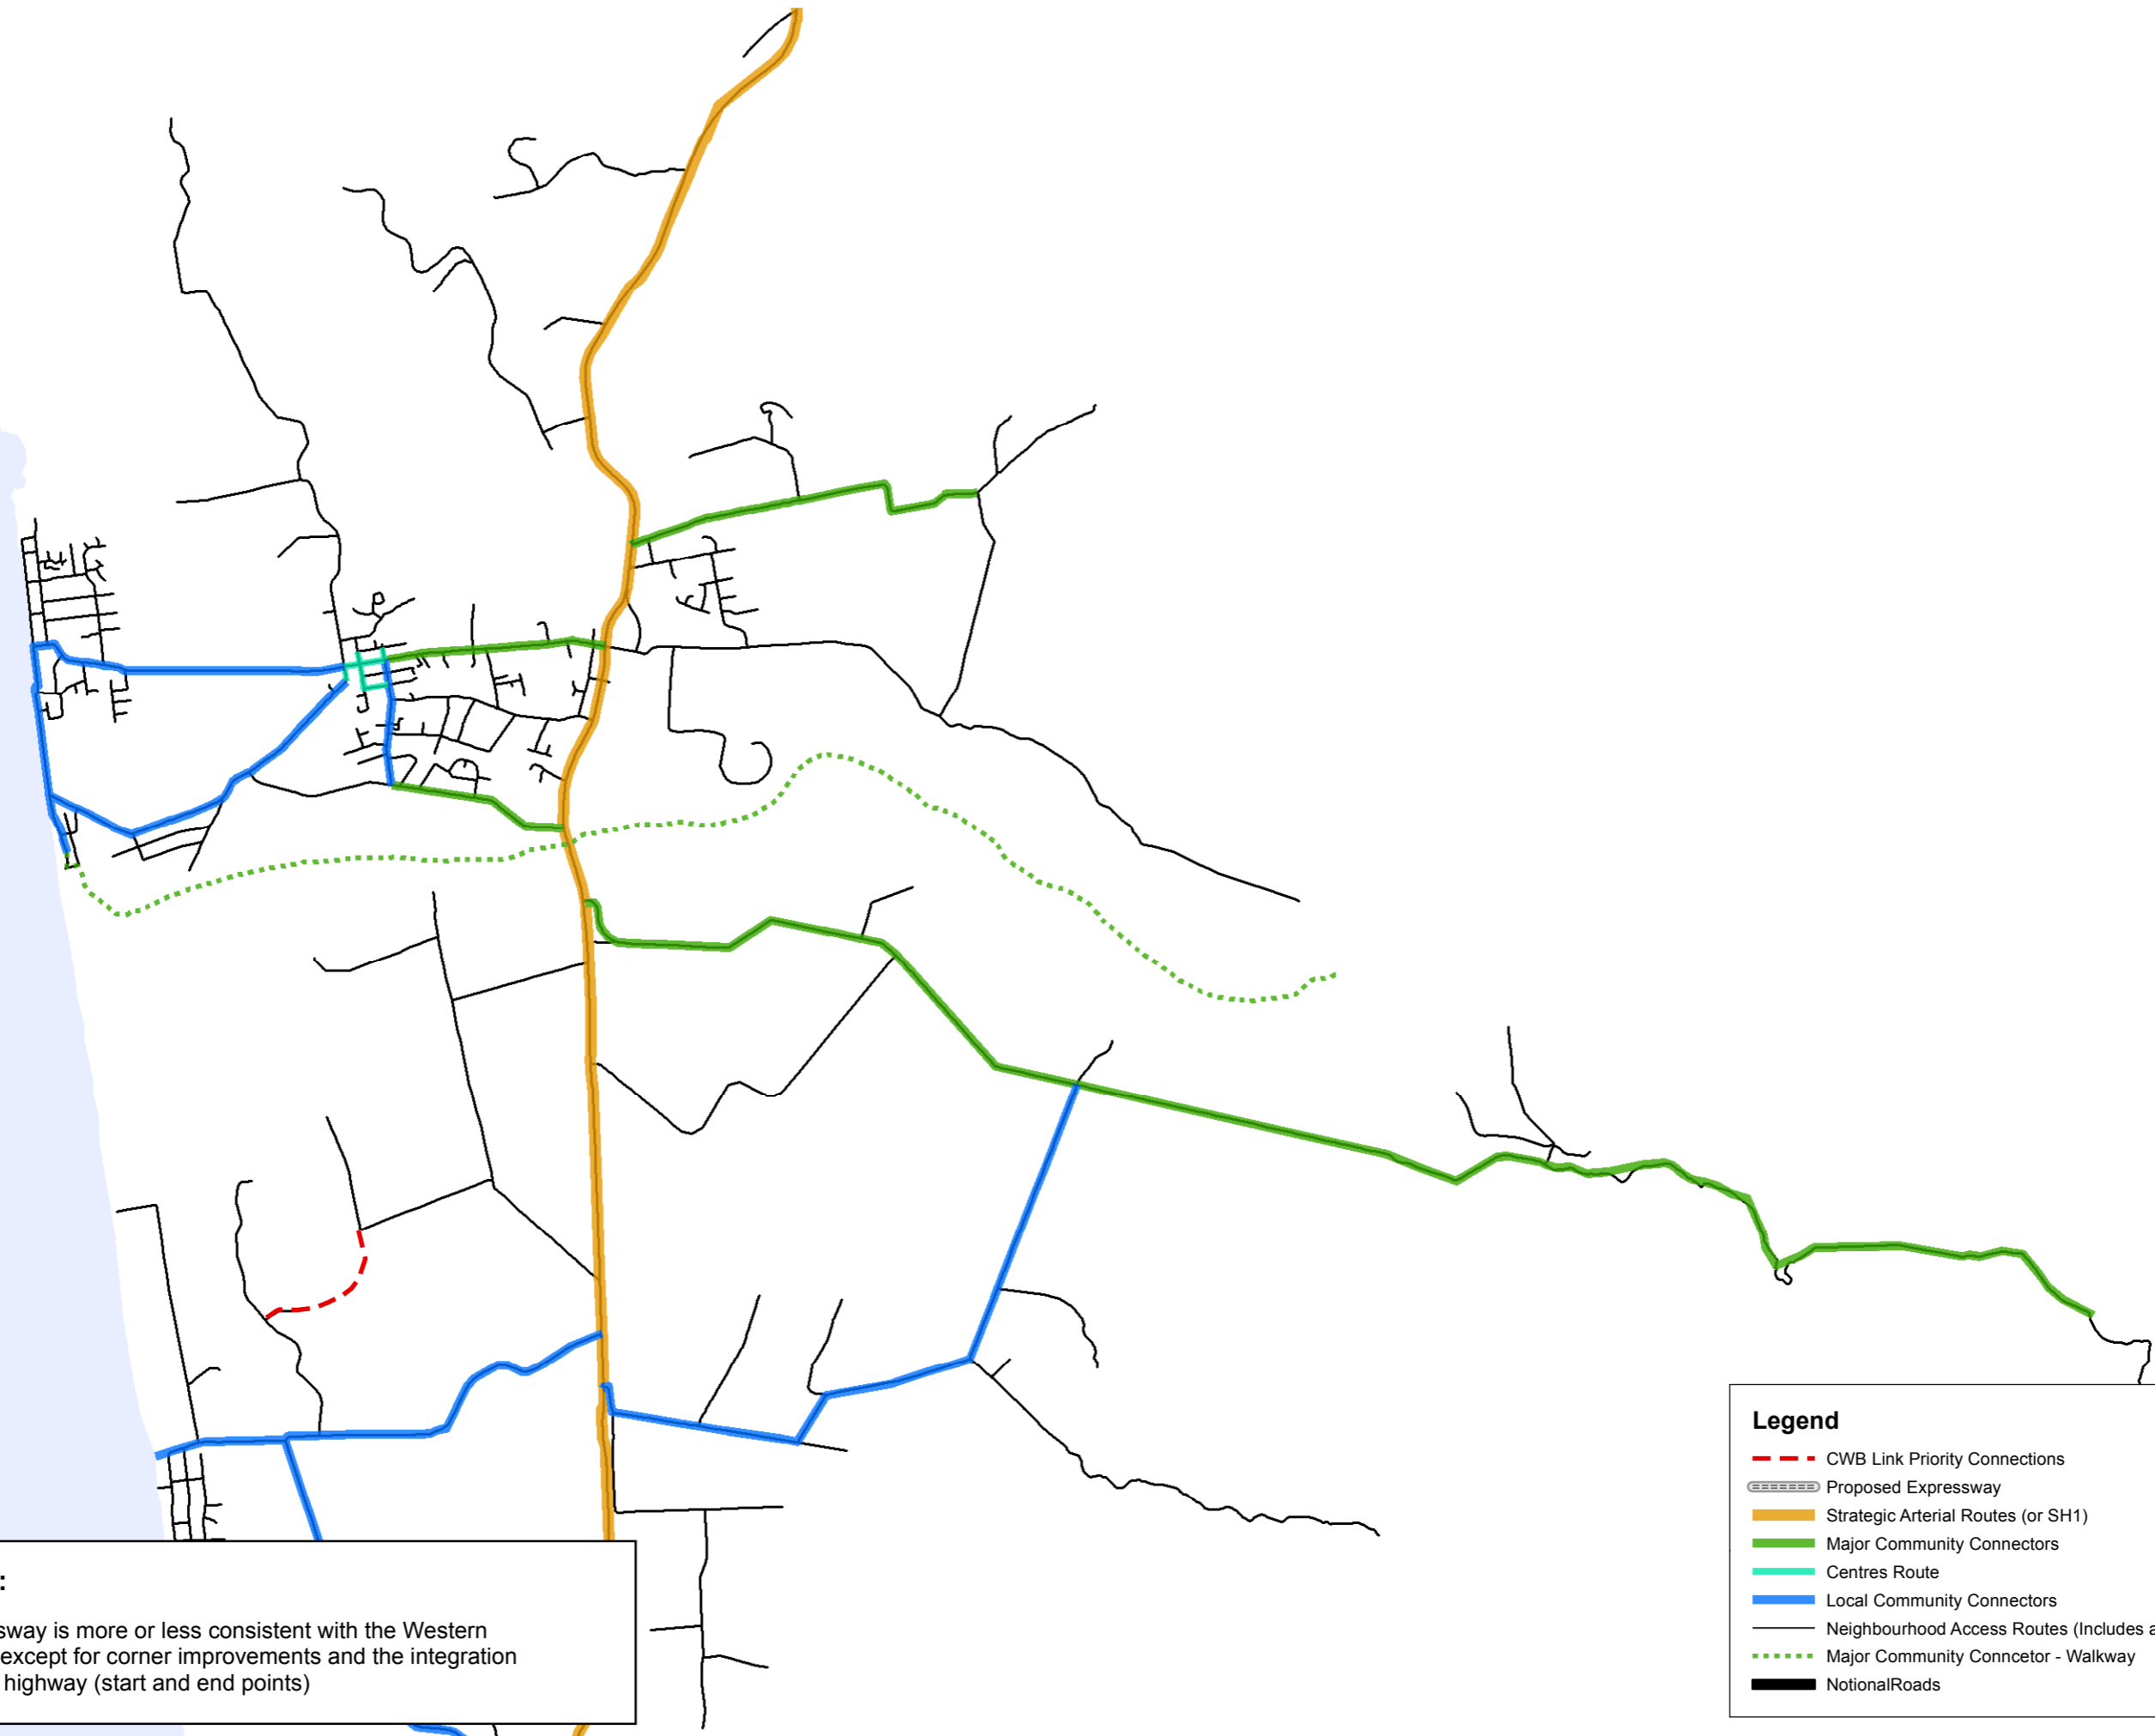 :
sway is more or less consistent with the Western
except for corner improvements and the integration
highway (start and end points)
Legend
CWB Link Priority Connections
Proposed Expressway
Strategic Arterial Routes (or SH1)
Major Community Connectors
Centres Route
Local Community Connectors
Neighbourhood Access Routes (Includes a
Major Community Conncetor - Walkway
NotionalRoads